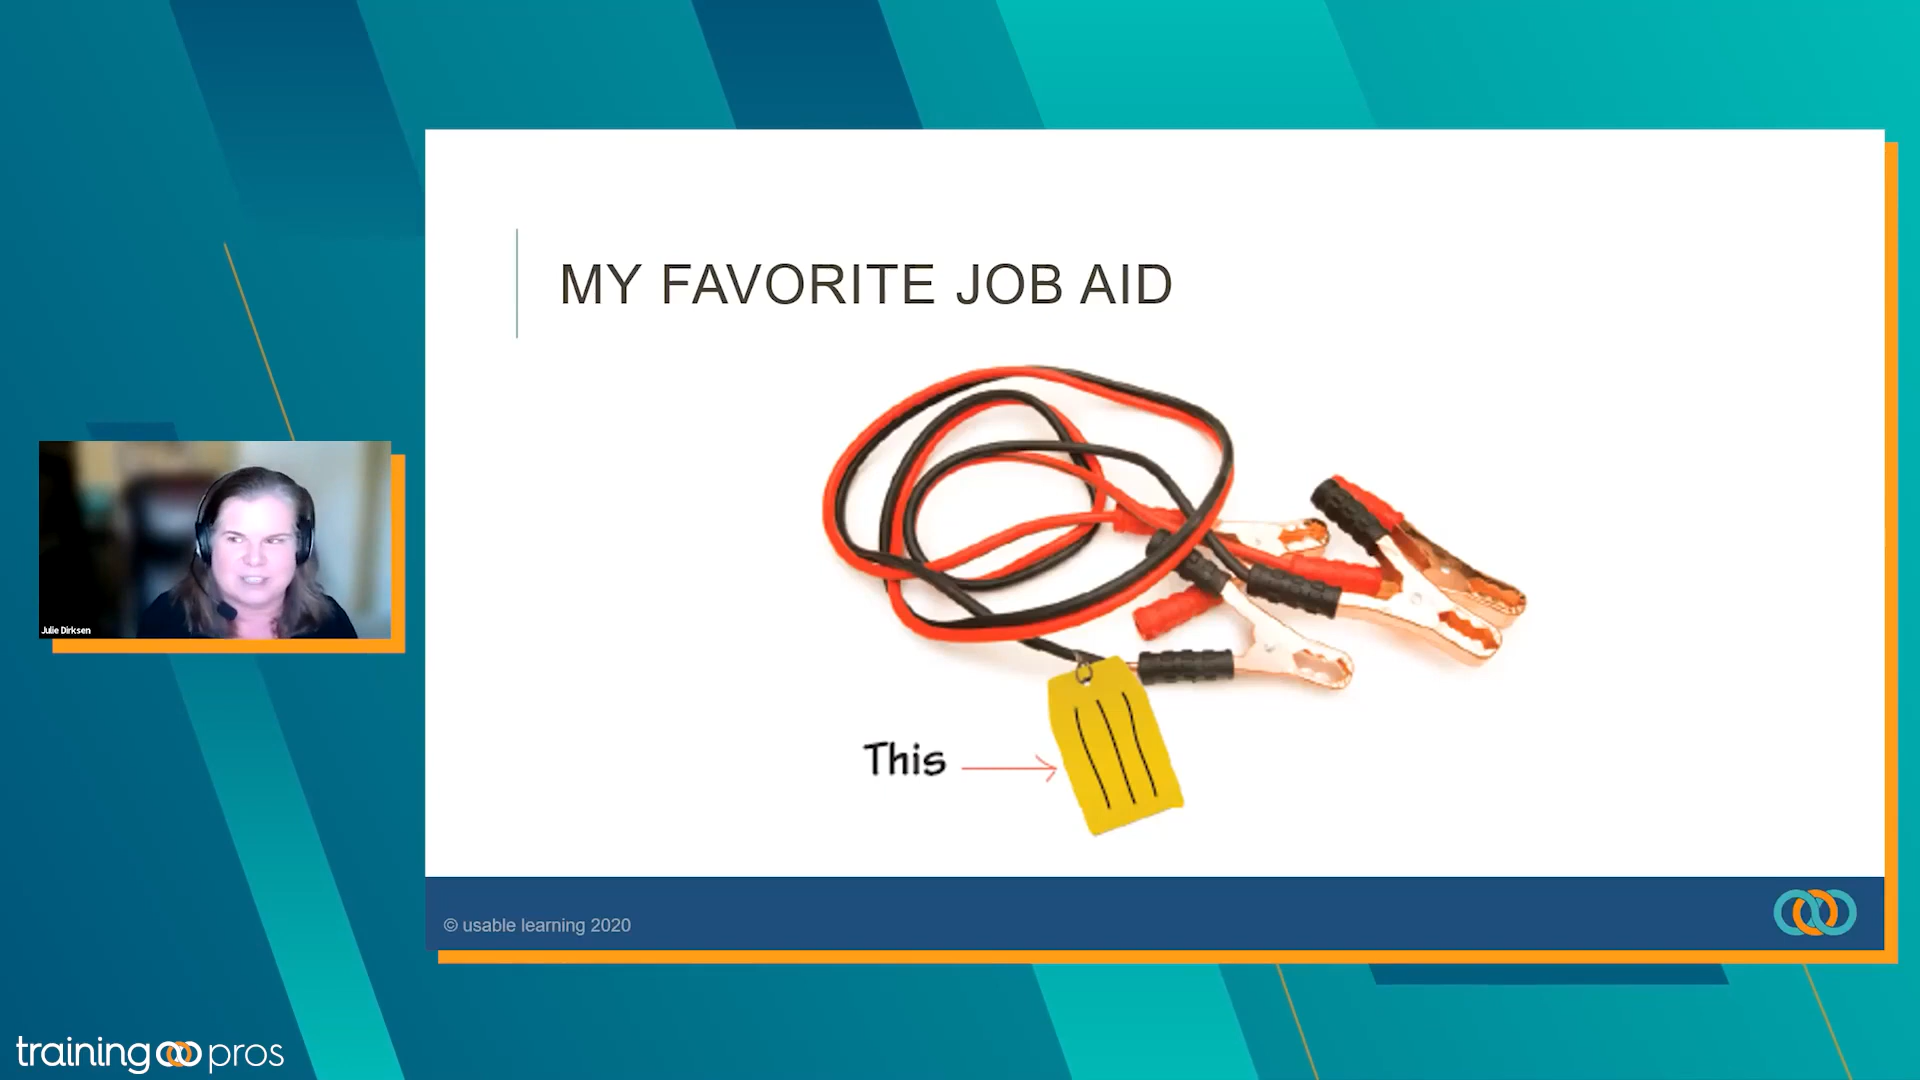 MY FAVORITE JOB AID
This
Julie Dirksen
© usable learning 2020
training pros